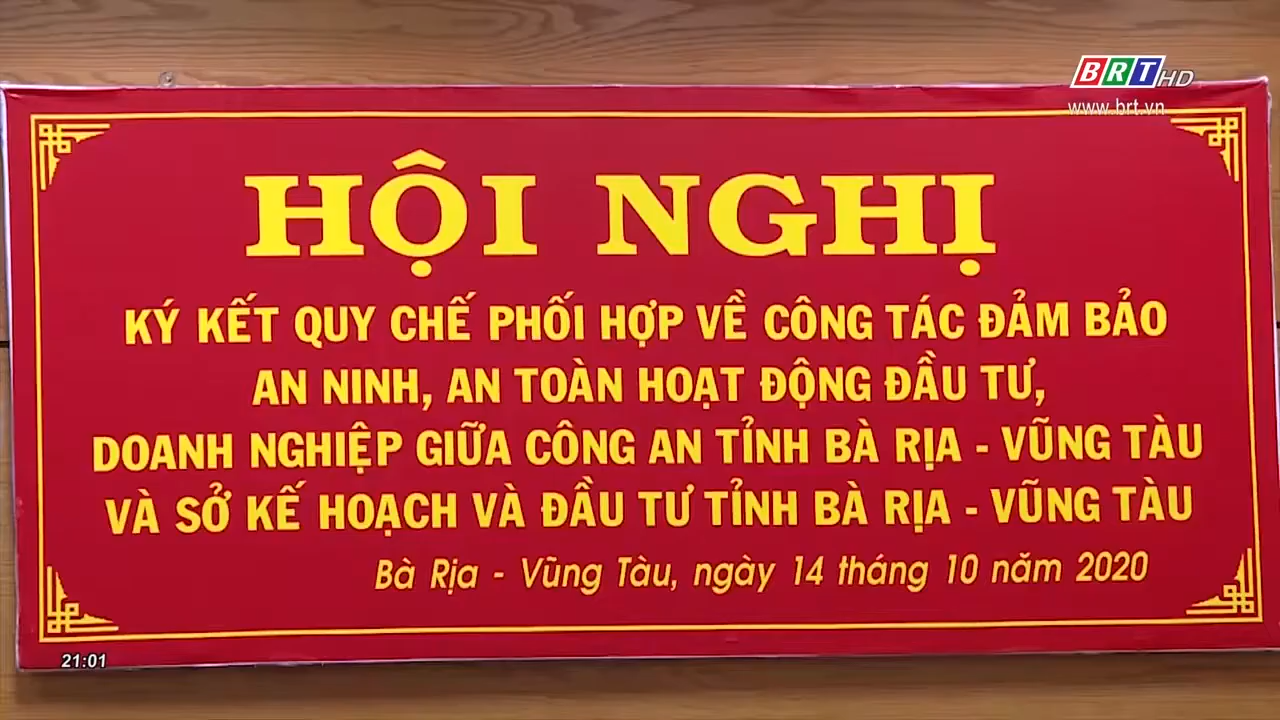 BRT HD
www.brt.vn
HỘI NGHỊ
KÝ KẾT QUY CHẾ PHỐI HỢP VỀ CÔNG TÁC ĐẢM BẢO
AN NINH, AN TOÀN HOẠT ĐỘNG ĐẦU TƯ,
DOANH NGHIỆP GIỮA CÔNG AN TỈNH BÀ RỊA - VŨNG TÀU
VÀ SỞ KẾ HOẠCH VÀ ĐẦU TƯ TỈNH BÀ RỊA - VŨNG TÀU
Bà Rịa - Vũng Tàu, ngày 14 tháng 10 năm 2020
21:01